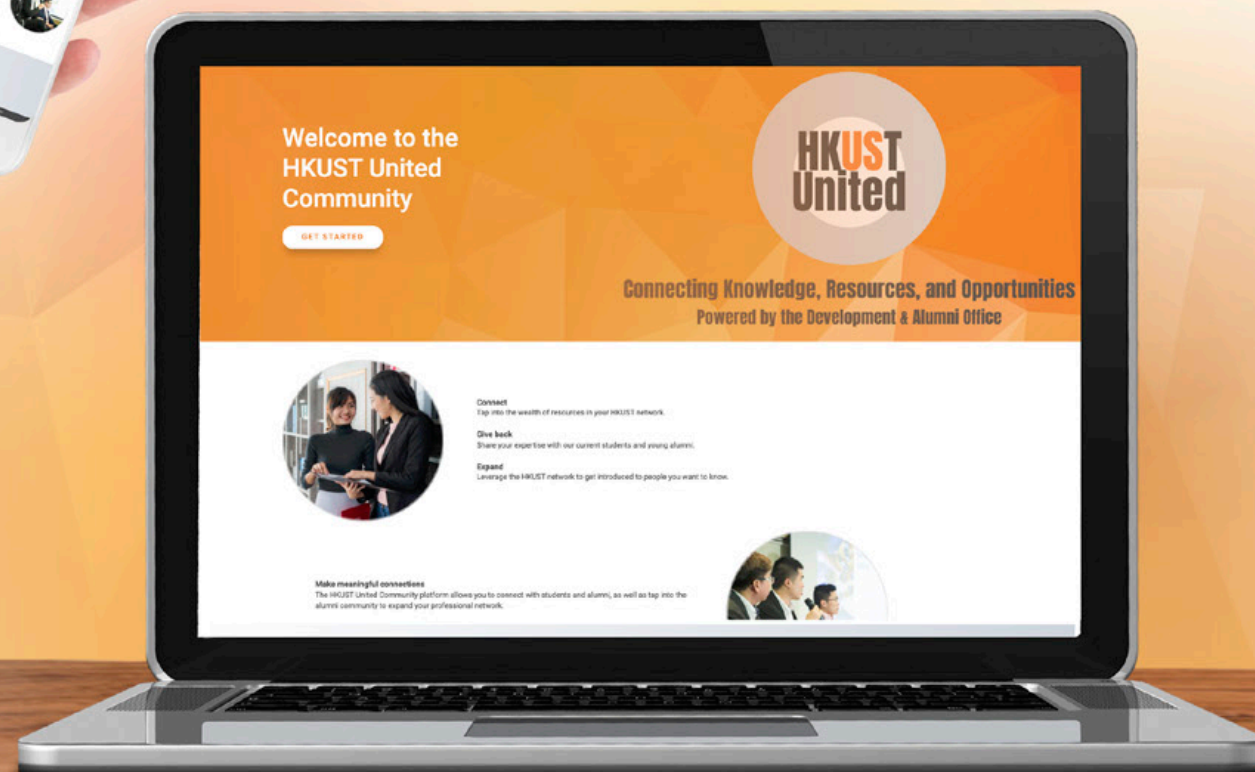 Welcome to the
HKUST United
Community
GET STARTED
HKUST
United
Connecting Knowledge, Resources, and Opportunities
Powered by the Development & Alumni Office
Connect
Tap into the wealth of resources in your HKUST network.
Give back
Share your expertise with our current students and young alumni.
Expand
Leverage the HKUST network to get introduced to people you want to know.
Make meaningful connections
The HKUST United Community platform allows you to connect with students and alumni, as well as tap into the
alumni community to expand your professional network.